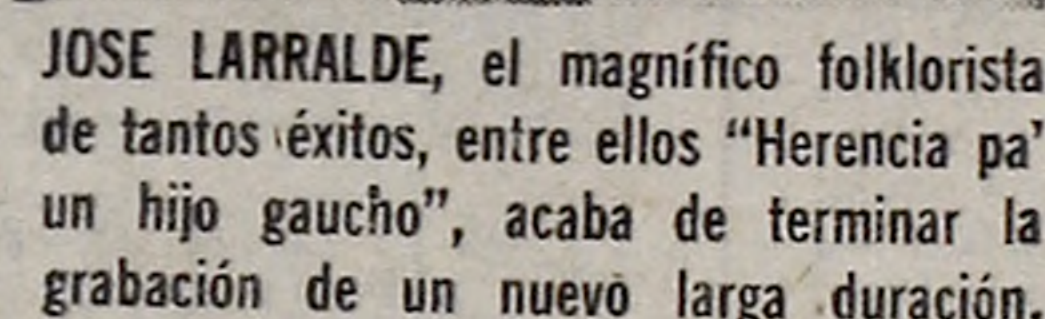 JOSE LARRALDE, el magnífico folklorista
de tantos éxitos, entre ellos “Herencia pa’
un hijo gaucho”, acaba de terminar la
grabación de un nuevo larga duración.